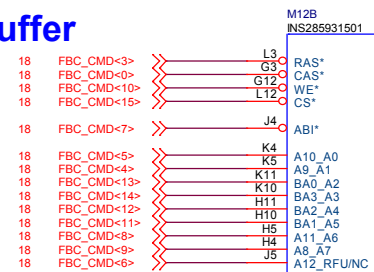 uffer
M12B
INS285931501
18 FBC_CMD<3> L3 RAS*
18 FBC_CMD<0> G3 CAS*
18 FBC_CMD<10> G12 WE*
18 FBC_CMD<15> L12 CS*
18 FBC_CMD<7> J4 ABI*
18 FBC_CMD<5> K4 A10_A0
18 FBC_CMD<4> K5 A9_A1
18 FBC_CMD<13> K11 BA0_A2
18 FBC_CMD<14> K10 BA3_A3
18 FBC_CMD<12> H11 BA2_A4
18 FBC_CMD<11> H10 BA1_A5
18 FBC_CMD<8> H5 A11_A6
18 FBC_CMD<9> H4 A8_A7
18 FBC_CMD<6> J5 A12_RFU/NC